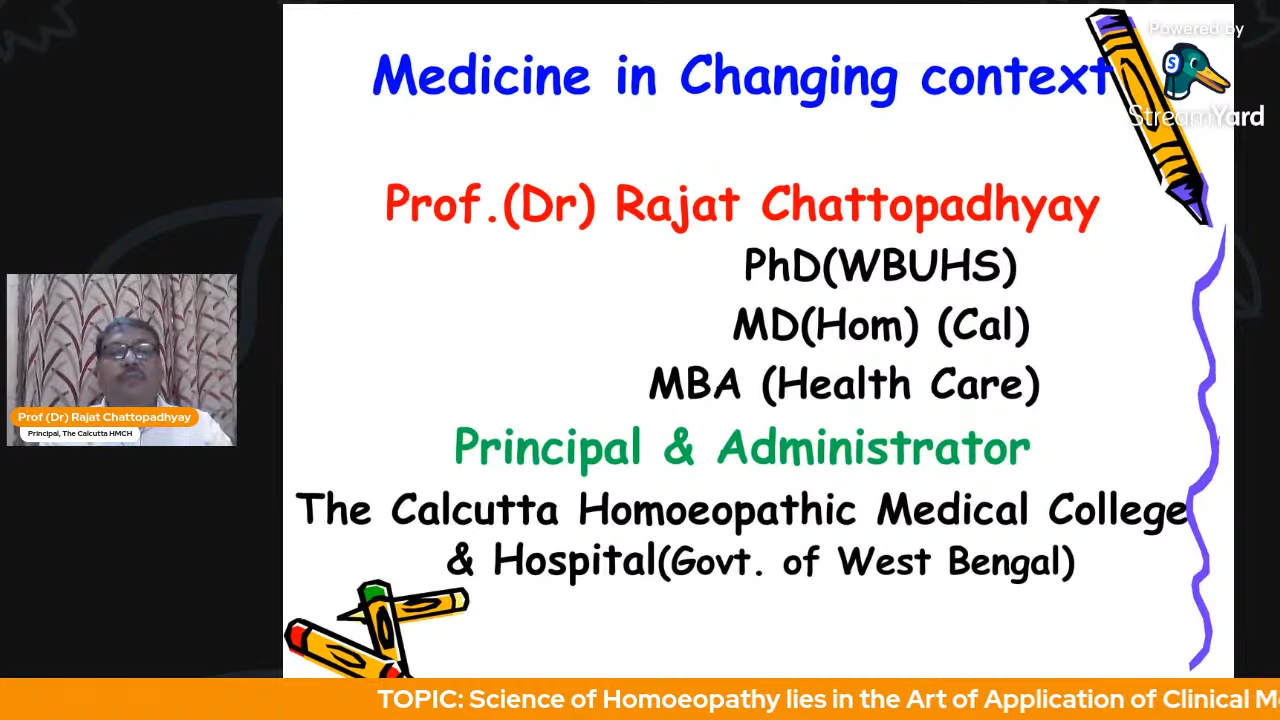 Medicine in Changing context
Powered by
S
StreamYard
Prof.(Dr) Rajat Chattopadhyay
PhD(WBUHS)
MD(Hom) (Cal)
MBA (Health Care)
Principal & Administrator
The Calcutta Homoeopathic Medical College
& Hospital(Govt. of West Bengal)
Prof (Dr) Rajat Chattopadhyay
Principal, The Calcutta HMCH
TOPIC: Science of Homoeopathy lies in the Art of Application of Clinical M